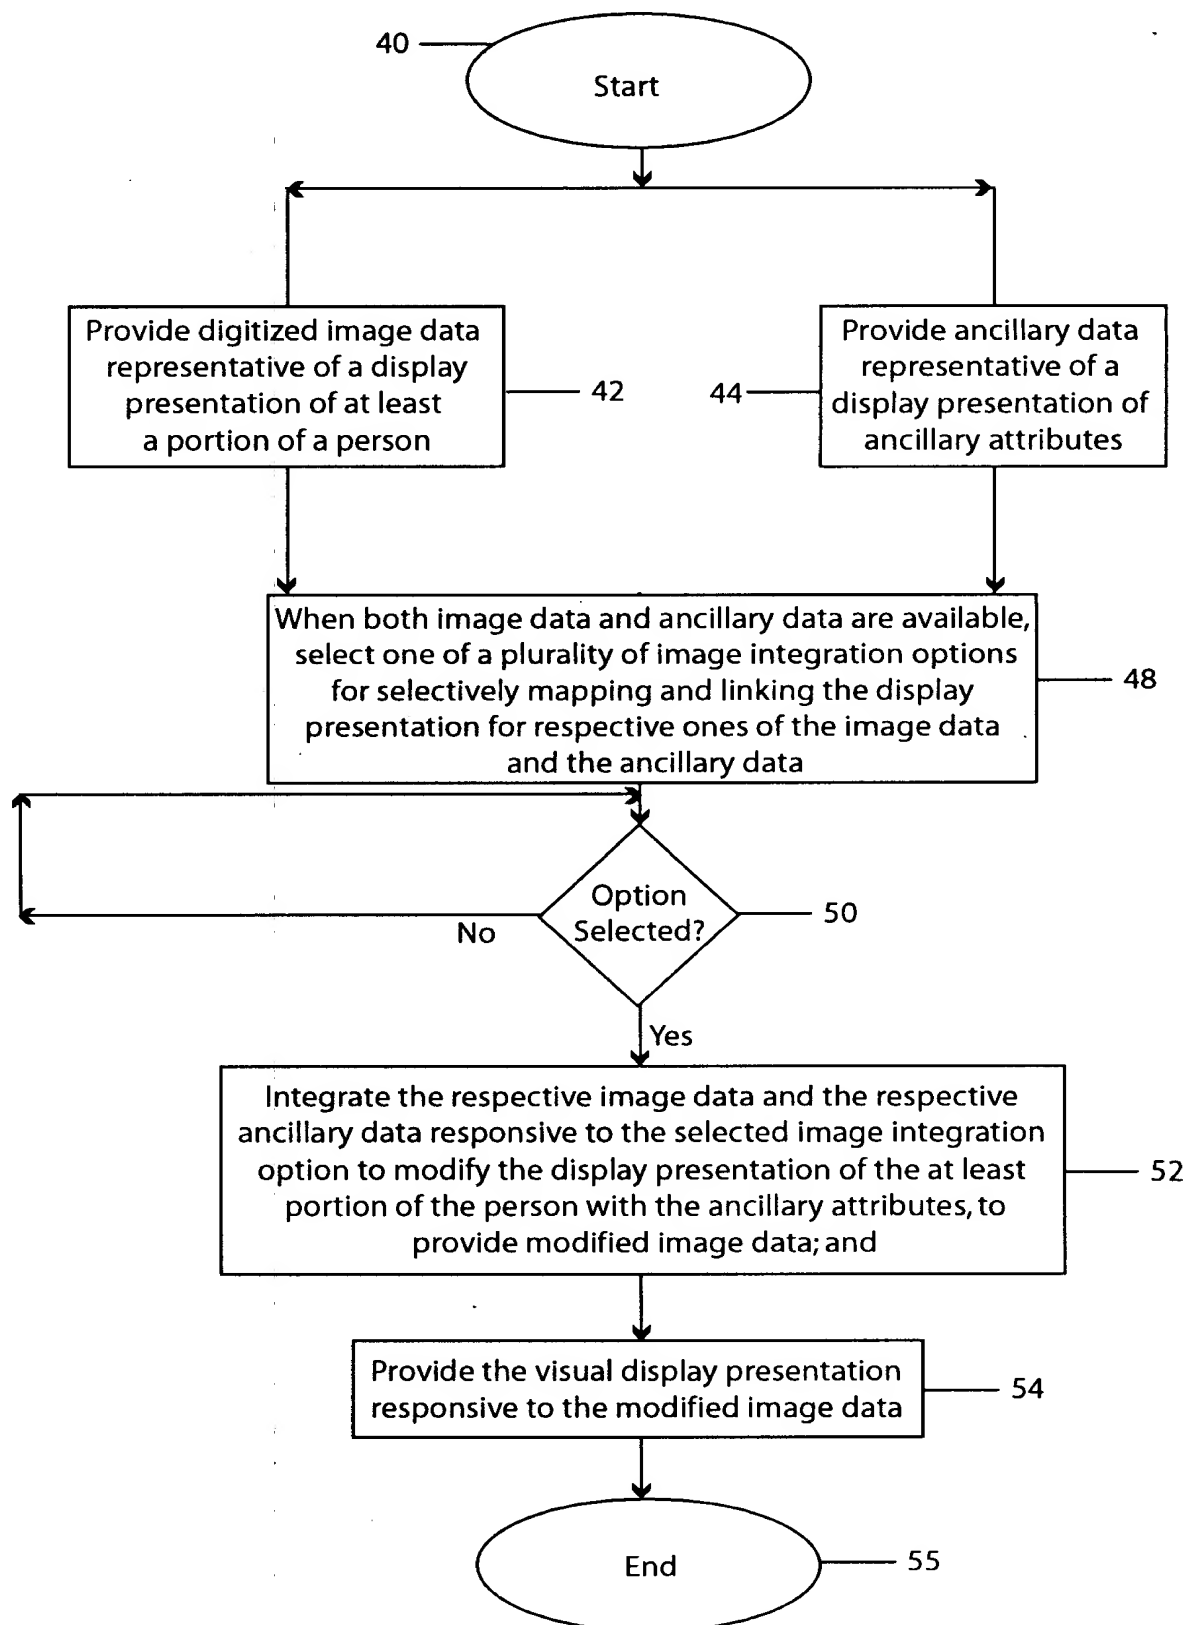 40
Start
Provide digitized image data
representative of a display
presentation of at least
a portion of a person
42
44
Provide ancillary data
representative of a
display presentation of
ancillary attributes
When both image data and ancillary data are available,
select one of a plurality of image integration options
for selectively mapping and linking the display
presentation for respective ones of the image data
and the ancillary data
48
Option
Selected?
50
No
Yes
Integrate the respective image data and the respective
ancillary data responsive to the selected image integration
option to modify the display presentation of the at least
portion of the person with the ancillary attributes, to
provide modified image data; and
52
Provide the visual display presentation
responsive to the modified image data
54
End
55